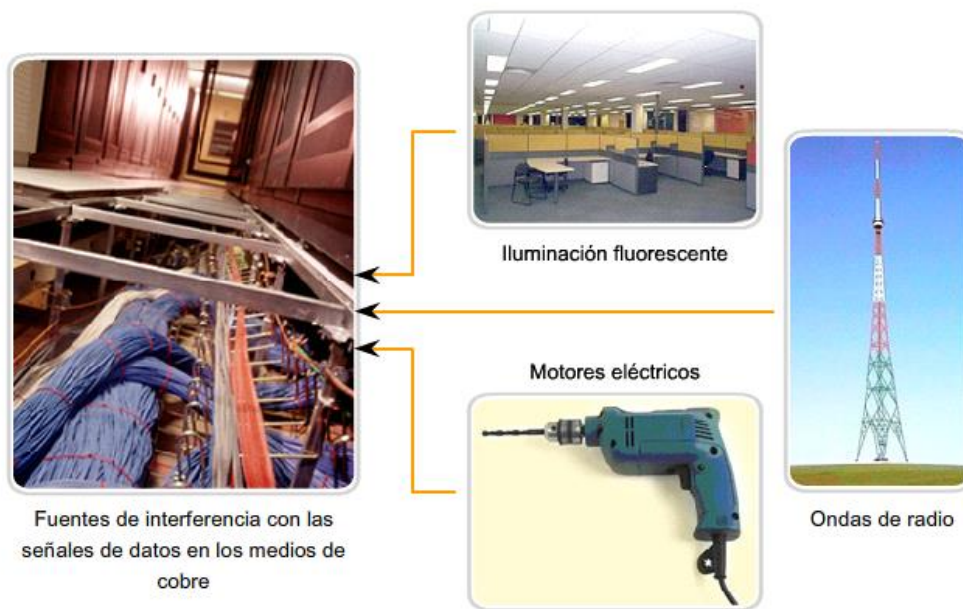 Iluminación fluorescente
Motores eléctricos
Fuentes de interferencia con las
señales de datos en los medios de
cobre
Ondas de radio